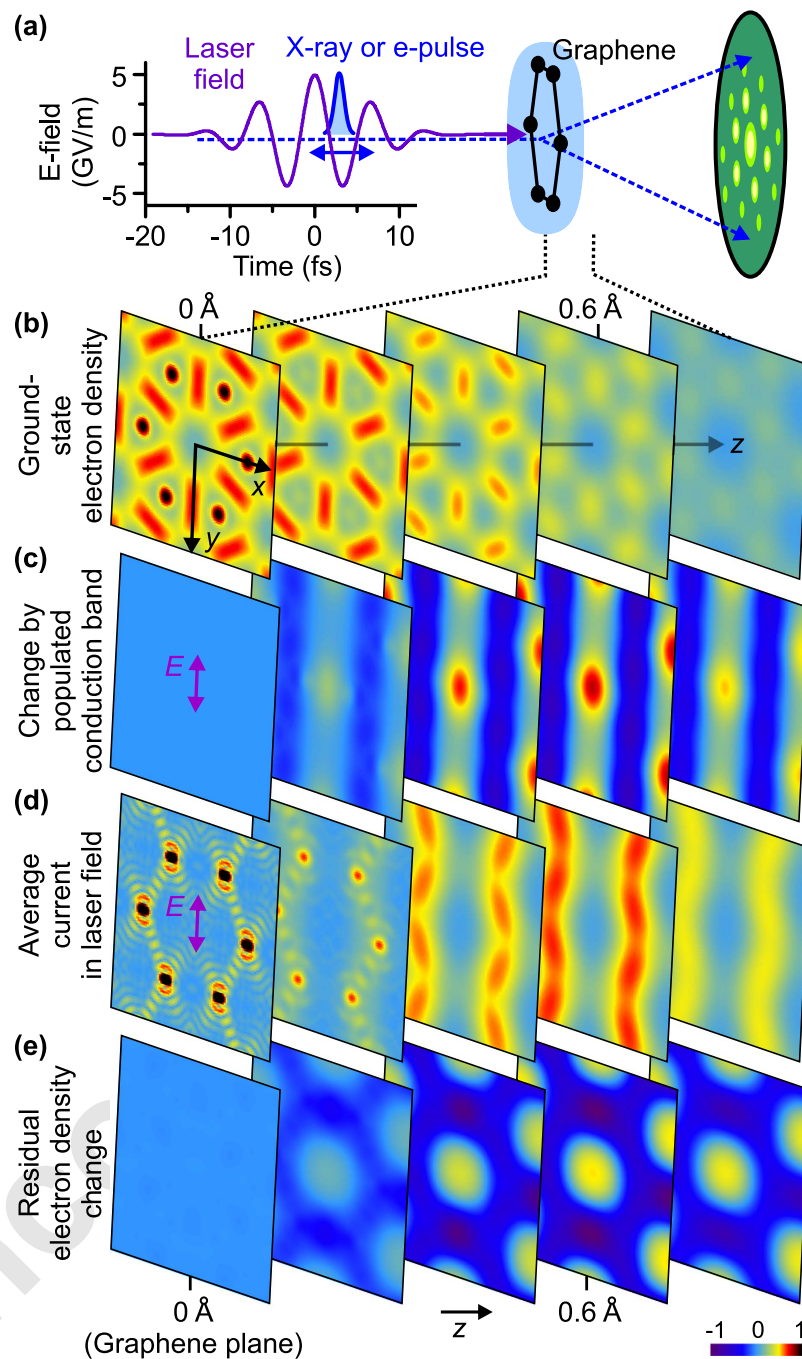 (a)
Laser
field
X-ray or e-pulse
Graphene
E-field
(GV/m)
5
0
-5
-20
-10
0
10
Time (fs)
(b)
0 Å
0.6 Å
Ground-
state
electron density
x
y
z
(c)
Change by
populated
conduction band
E
(d)
Average
current
in laser field
E
(e)
Residual
electron density
change
0 Å
(Graphene plane)
z
0.6 Å
-1 0 1